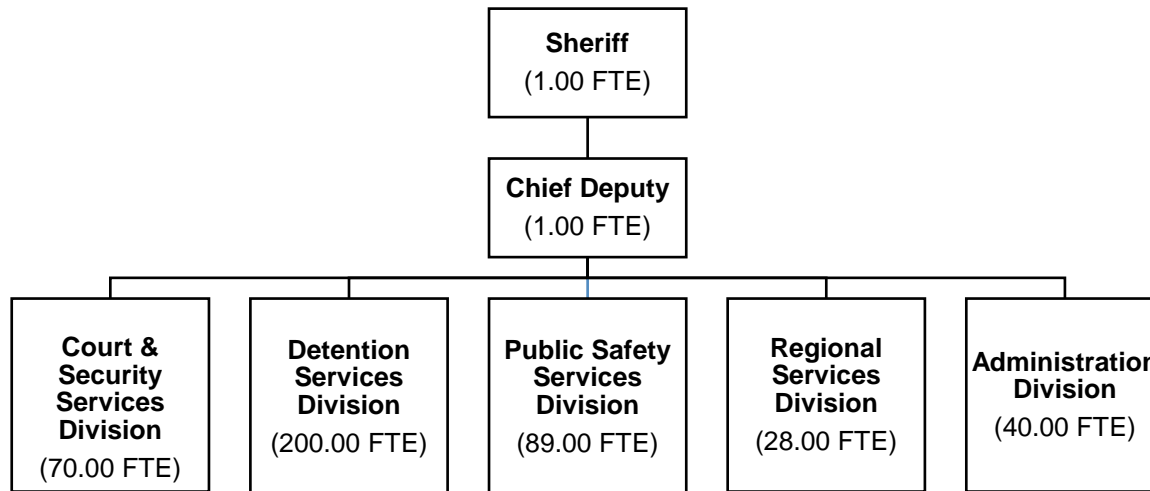 Sheriff
(1.00 FTE)
Chief Deputy
(1.00 FTE)
Court &
Security
Services
Division
(70.00 FTE)
Detention
Services
Division
(200.00 FTE)
Public Safety
Services
Division
(89.00 FTE)
Regional
Services
Division
(28.00 FTE)
Administration
Division
(40.00 FTE)